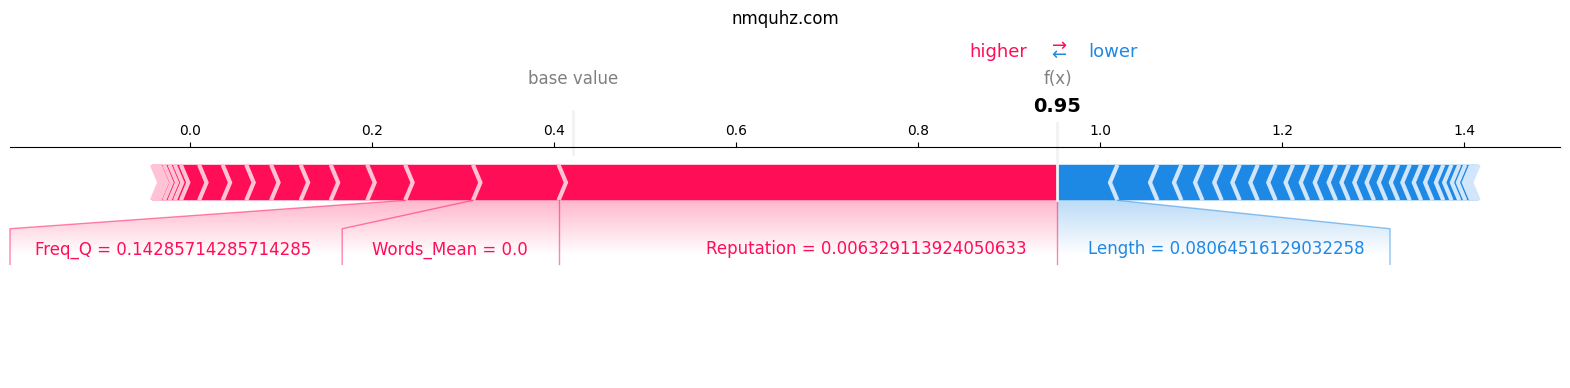 nmquhz.com
higher → ← lower
base value f(x)
0.95
0.0 0.2 0.4 0.6 0.8 1.0 1.2 1.4
Freq_Q = 0.14285714285714285 Words_Mean = 0.0 Reputation = 0.006329113924050633 Length = 0.08064516129032258